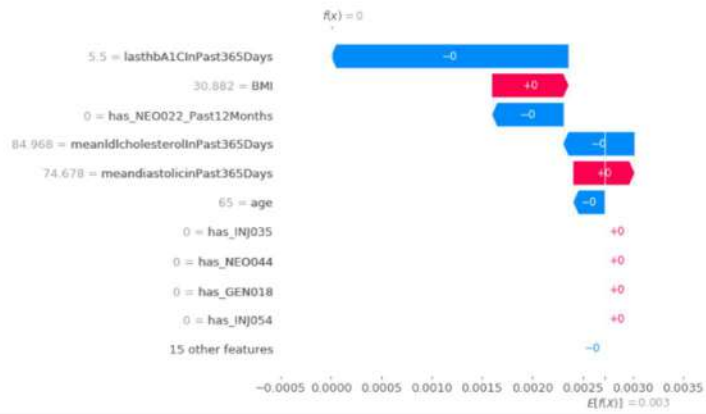 f(x) = 0
5.5 = lasthbA1CInPast365Days
−0
30.882 = BMI
+0
0 = has_NEO022_Past12Months
−0
84.968 = meanldlcholesterolInPast365Days
−0
74.678 = meandiastolicinPast365Days
+0
65 = age
−0
0 = has_INJ035
+0
0 = has_NEO044
+0
0 = has_GEN018
+0
0 = has_INJ054
+0
15 other features
−0
−0.0005 0.0000 0.0005 0.0010 0.0015 0.0020 0.0025 0.0030 0.0035
E[f(X)] = 0.003